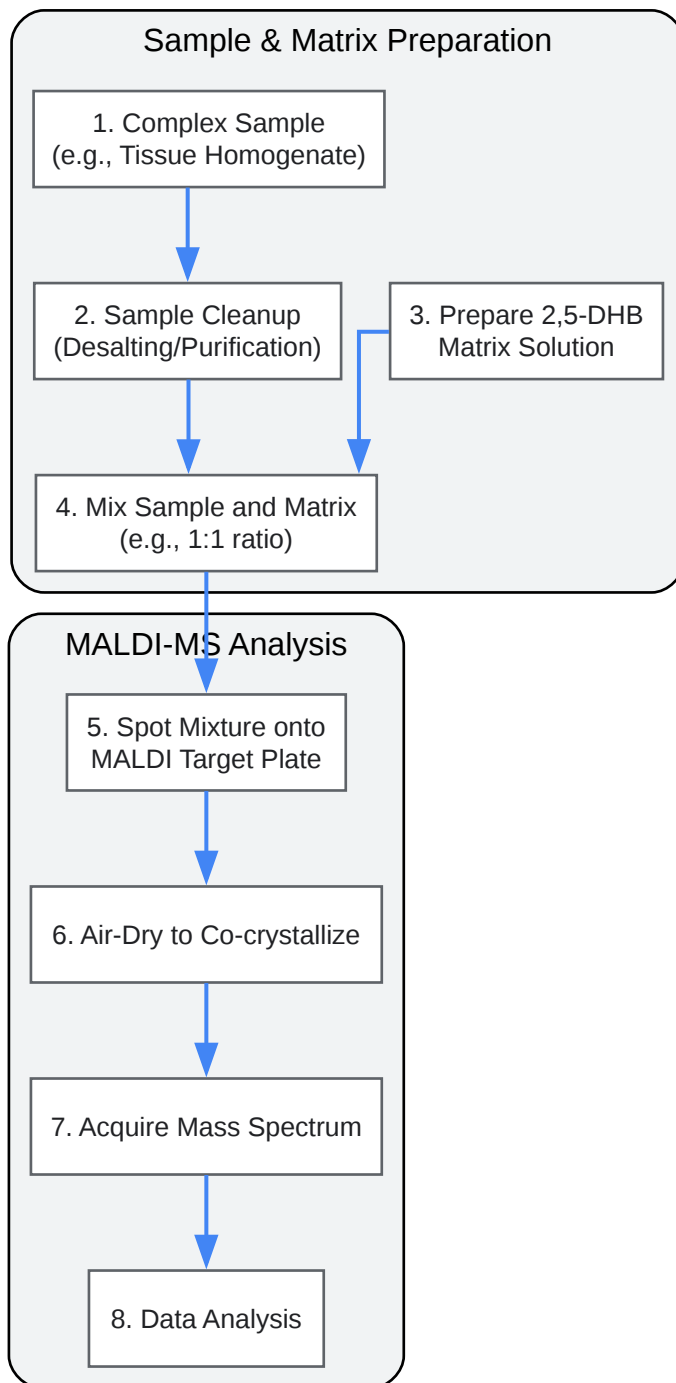 Sample & Matrix Preparation
1. Complex Sample
(e.g., Tissue Homogenate)
2. Sample Cleanup
(Desalting/Purification)
3. Prepare 2,5-DHB
Matrix Solution
4. Mix Sample and Matrix
(e.g., 1:1 ratio)
MALDI-MS Analysis
5. Spot Mixture onto
MALDI Target Plate
6. Air-Dry to Co-crystallize
7. Acquire Mass Spectrum
8. Data Analysis